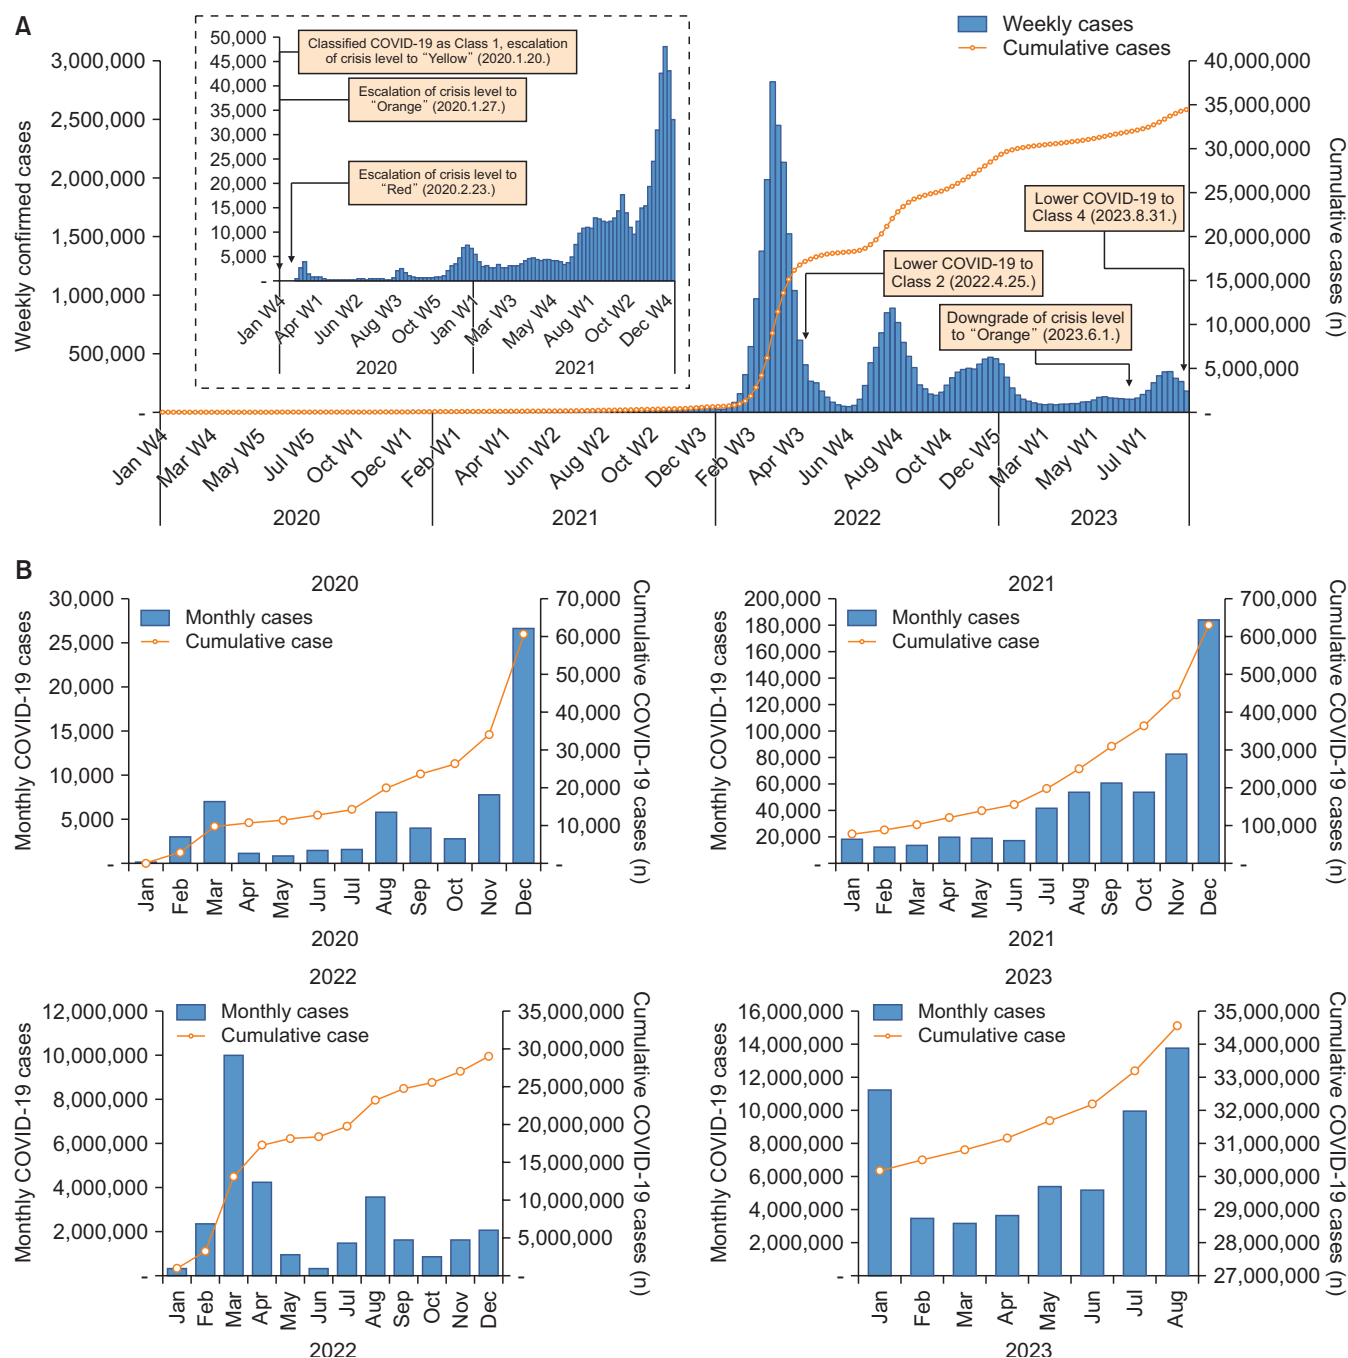 A
Weekly cases
Cumulative cases
Weekly confirmed cases
3,000,000
2,500,000
2,000,000
1,500,000
1,000,000
500,000
-
50,000
45,000
40,000
35,000
30,000
25,000
20,000
15,000
10,000
5,000
-
Classified COVID-19 as Class 1, escalation
of crisis level to “Yellow” (2020.1.20.)
Escalation of crisis level to
“Orange” (2020.1.27.)
Escalation of crisis level to
“Red” (2020.2.23.)
Jan W4
Apr W1
Jun W2
Aug W3
Oct W5
Jan W1
Mar W3
May W4
Aug W1
Oct W2
Dec W4
2020
2021
Lower COVID-19 to
Class 2 (2022.4.25.)
Lower COVID-19 to
Class 4 (2023.8.31.)
Downgrade of crisis level
to “Orange” (2023.6.1.)
40,000,000
35,000,000
30,000,000
25,000,000
20,000,000
15,000,000
10,000,000
5,000,000
-
Cumulative cases (n)
Jan W4
Mar W4
May W5
Jul W5
Oct W1
Dec W1
Feb W1
Apr W1
Jun W2
Aug W2
Oct W2
Dec W3
Feb W3
Apr W3
Jun W4
Aug W4
Oct W4
Dec W5
Mar W1
May W1
Jul W1
2020
2021
2022
2023
B
2020
Monthly COVID-19 cases
30,000
25,000
20,000
15,000
10,000
5,000
-
Monthly cases
Cumulative case
70,000
60,000
50,000
40,000
30,000
20,000
10,000
-
Cumulative COVID-19 cases (n)
Jan
Feb
Mar
Apr
May
Jun
Jul
Aug
Sep
Oct
Nov
Dec
2020
2021
Monthly COVID-19 cases
200,000
180,000
160,000
140,000
120,000
100,000
80,000
60,000
40,000
20,000
-
Monthly cases
Cumulative case
700,000
600,000
500,000
400,000
300,000
200,000
100,000
-
Cumulative COVID-19 cases (n)
Jan
Feb
Mar
Apr
May
Jun
Jul
Aug
Sep
Oct
Nov
Dec
2021
2022
Monthly COVID-19 cases
12,000,000
10,000,000
8,000,000
6,000,000
4,000,000
2,000,000
-
Monthly cases
Cumulative case
35,000,000
30,000,000
25,000,000
20,000,000
15,000,000
10,000,000
5,000,000
-
Cumulative COVID-19 cases (n)
Jan
Feb
Mar
Apr
May
Jun
Jul
Aug
Sep
Oct
Nov
Dec
2022
2023
Monthly COVID-19 cases
16,000,000
14,000,000
12,000,000
10,000,000
8,000,000
6,000,000
4,000,000
2,000,000
-
Monthly cases
Cumulative case
35,000,000
34,000,000
33,000,000
32,000,000
31,000,000
30,000,000
29,000,000
28,000,000
27,000,000
Cumulative COVID-19 cases (n)
Jan
Feb
Mar
Apr
May
Jun
Jul
Aug
2023